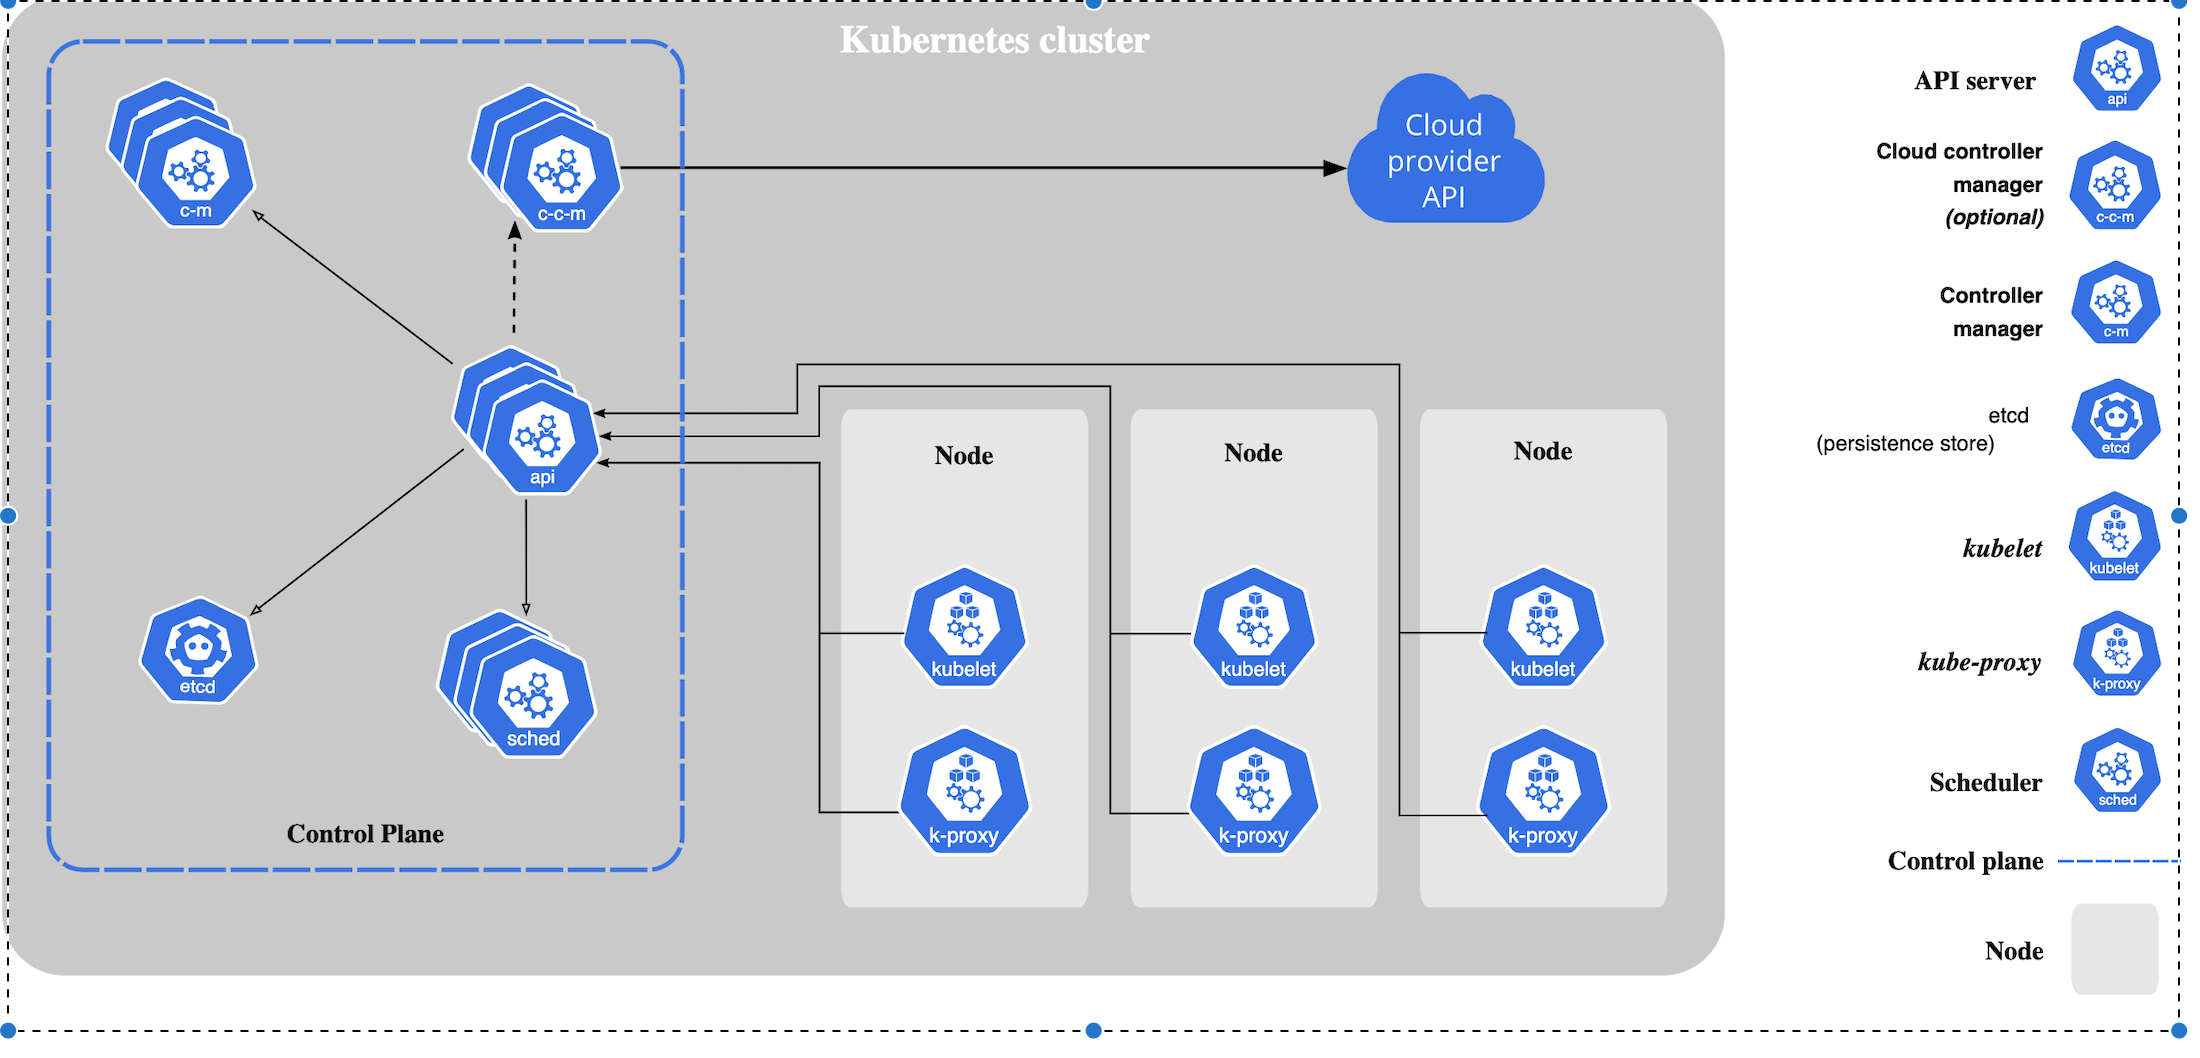 Kubernetes cluster
c-m
c-c-m
Cloud
provider
API
api
etcd
sched
Control Plane
Node
kubelet
k-proxy
Node
kubelet
k-proxy
Node
kubelet
k-proxy
API server
api
Cloud controller
manager
(optional)
c-c-m
Controller
manager
c-m
etcd
(persistence store)
etcd
kubelet
kubelet
kube-proxy
k-proxy
Scheduler
sched
Control plane
Node